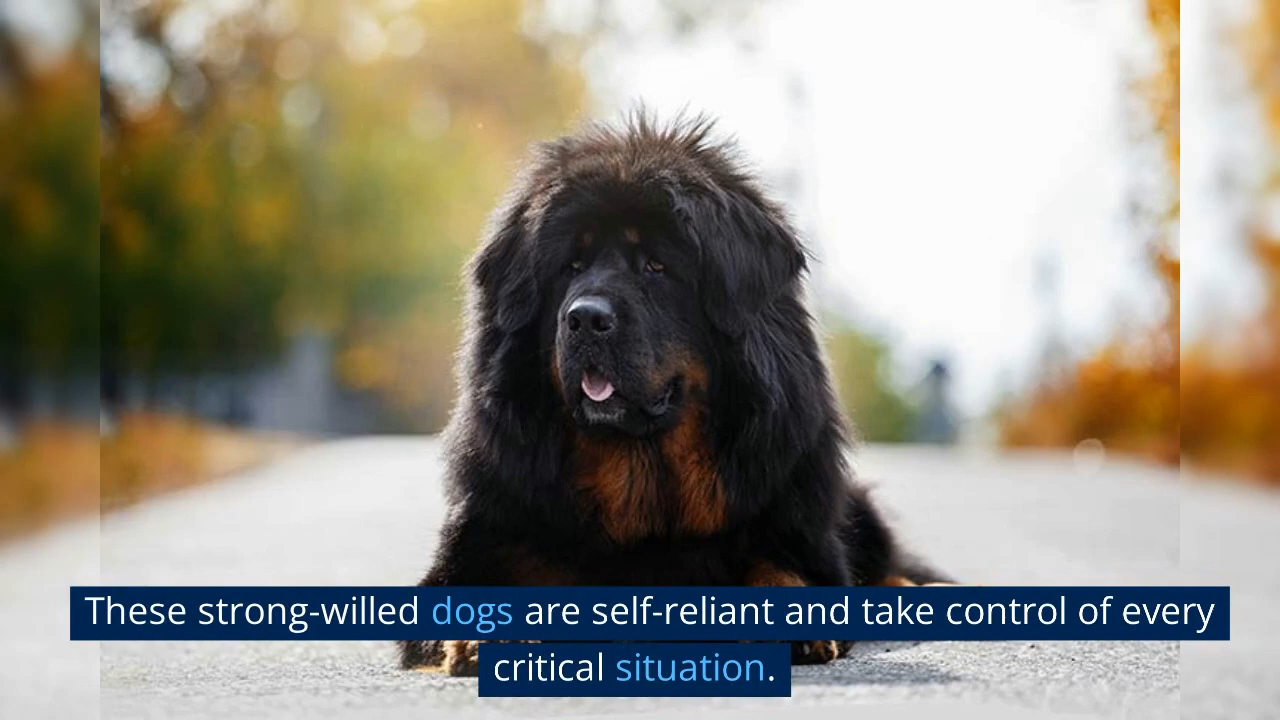 These strong-willed dogs are self-reliant and take control of every
critical situation.